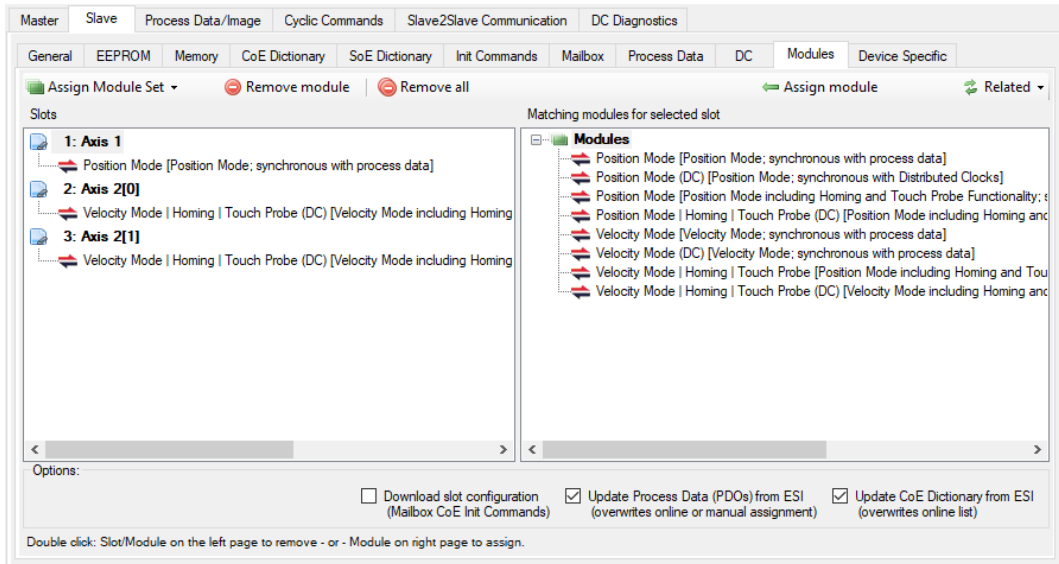 Master Slave Process Data/Image Cyclic Commands Slave2Slave Communication DC Diagnostics
General EEPROM Memory CoE Dictionary SoE Dictionary Init Commands Mailbox Process Data DC Modules Device Specific
Assign Module Set Remove module Remove all Assign module Related
Slots
1: Axis 1
Position Mode [Position Mode; synchronous with process data]
2: Axis 2[0]
Velocity Mode | Homing | Touch Probe (DC) [Velocity Mode including Homing
3: Axis 2[1]
Velocity Mode | Homing | Touch Probe (DC) [Velocity Mode including Homing
Matching modules for selected slot
Modules
Position Mode [Position Mode; synchronous with process data]
Position Mode (DC) [Position Mode; synchronous with Distributed Clocks]
Position Mode [Position Mode including Homing and Touch Probe Functionality;
Position Mode | Homing | Touch Probe (DC) [Position Mode including Homing and
Velocity Mode [Velocity Mode; synchronous with process data]
Velocity Mode (DC) [Velocity Mode; synchronous with process data]
Velocity Mode | Homing | Touch Probe [Position Mode including Homing and Tou
Velocity Mode | Homing | Touch Probe (DC) [Velocity Mode including Homing and
Options:
Download slot configuration
(Mailbox CoE Init Commands)
Update Process Data (PDOs) from ESI
(overwrites online or manual assignment)
Update CoE Dictionary from ESI
(overwrites online list)
Double click: Slot/Module on the left page to remove - or - Module on right page to assign.